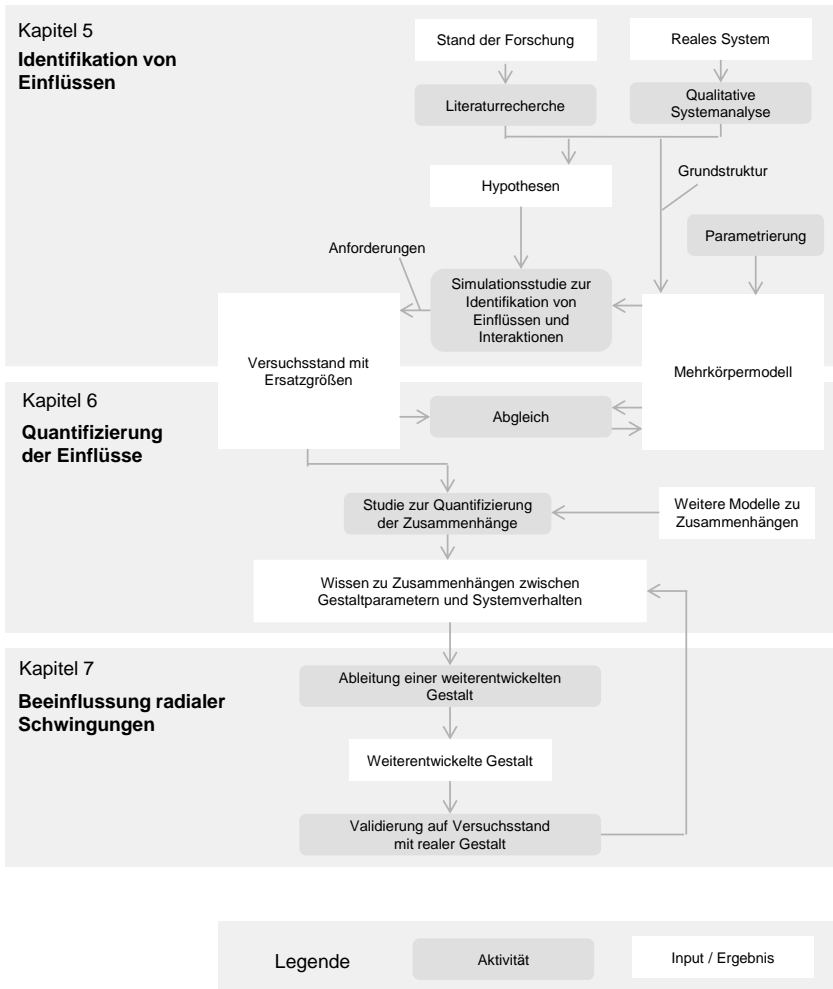 Kapitel 5
Identifikation von
Einflüssen
Stand der Forschung
Reales System
Literaturrecherche
Qualitative
Systemanalyse
Hypothesen
Grundstruktur
Parametrierung
Anforderungen
Simulationsstudie zur
Identifikation von
Einflüssen und
Interaktionen
Versuchsstand mit
Ersatzgrößen
Mehrkörpermodell
Kapitel 6
Quantifizierung
der Einflüsse
Abgleich
Studie zur Quantifizierung
der Zusammenhänge
Weitere Modelle zu
Zusammenhängen
Wissen zu Zusammenhängen zwischen
Gestaltparametern und Systemverhalten
Kapitel 7
Beeinflussung radialer
Schwingungen
Ableitung einer weiterentwickelten
Gestalt
Weiterentwickelte Gestalt
Validierung auf Versuchsstand
mit realer Gestalt
Legende
Aktivität
Input / Ergebnis